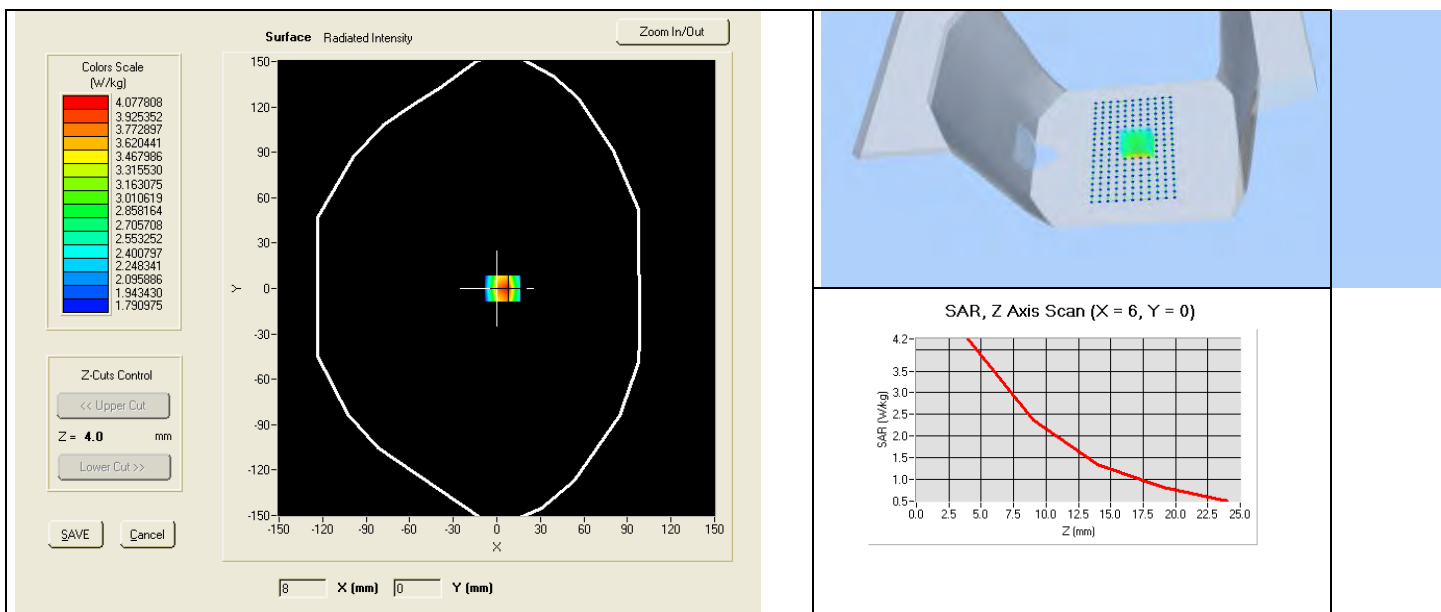 Surface Radiated Intensity
Zoom In/Out
Colors Scale
(W/kg)
4.077808
3.925352
3.772897
3.620441
3.467986
3.315530
3.163075
3.010619
2.858164
2.705708
2.553252
2.400797
2.248341
2.095886
1.943430
1.790975
Z-Cuts Control
<< Upper Cut
Z = 4.0 mm
Lower Cut >>
SAVE Cancel
150
120
90
60
30
Y 0
-30
-60
-90
-120
-150
-150 -120 -90 -60 -30 0 30 60 90 120 150
X
8 X (mm) 0 Y (mm)
SAR, Z Axis Scan (X = 6, Y = 0)
4.2
3.5
3.0
2.5
SAR (W/kg)
2.0
1.5
1.0
0.5
0.0 2.5 5.0 7.5 10.0 12.5 15.0 17.5 20.0 22.5 25.0
Z (mm)